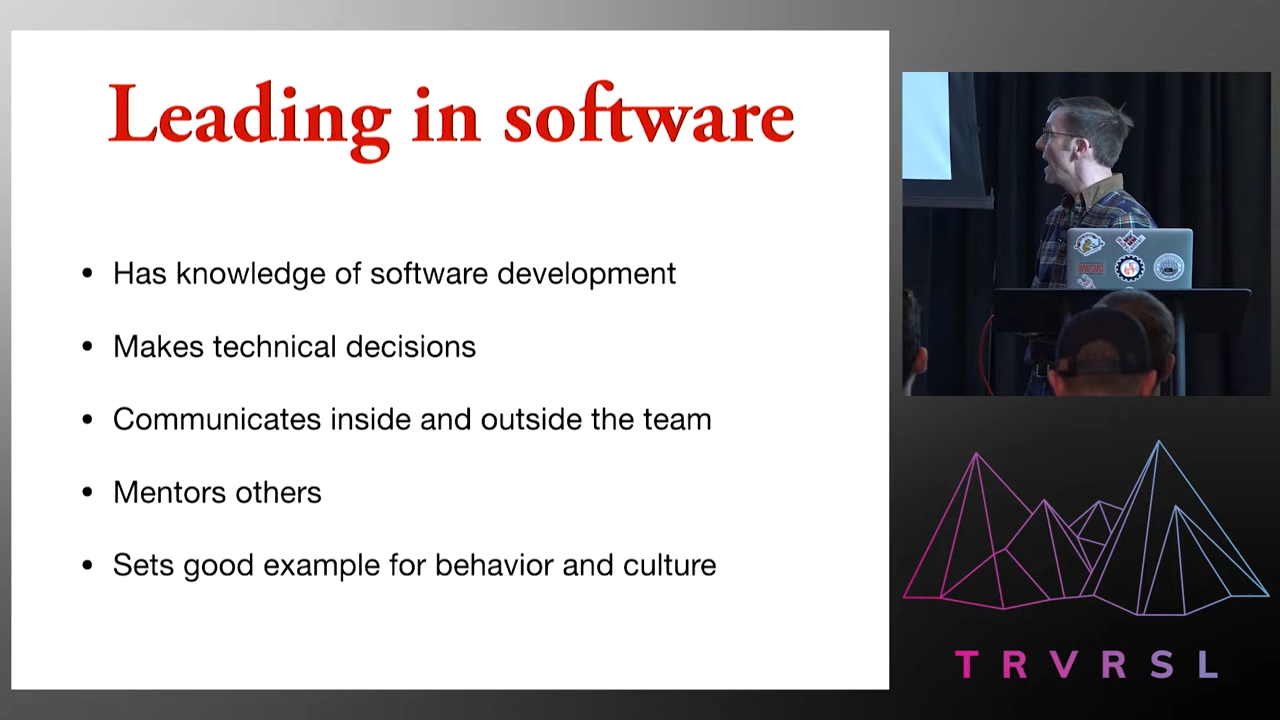 Leading in software
• Has knowledge of software development
• Makes technical decisions
• Communicates inside and outside the team
• Mentors others
• Sets good example for behavior and culture
TRVRSL